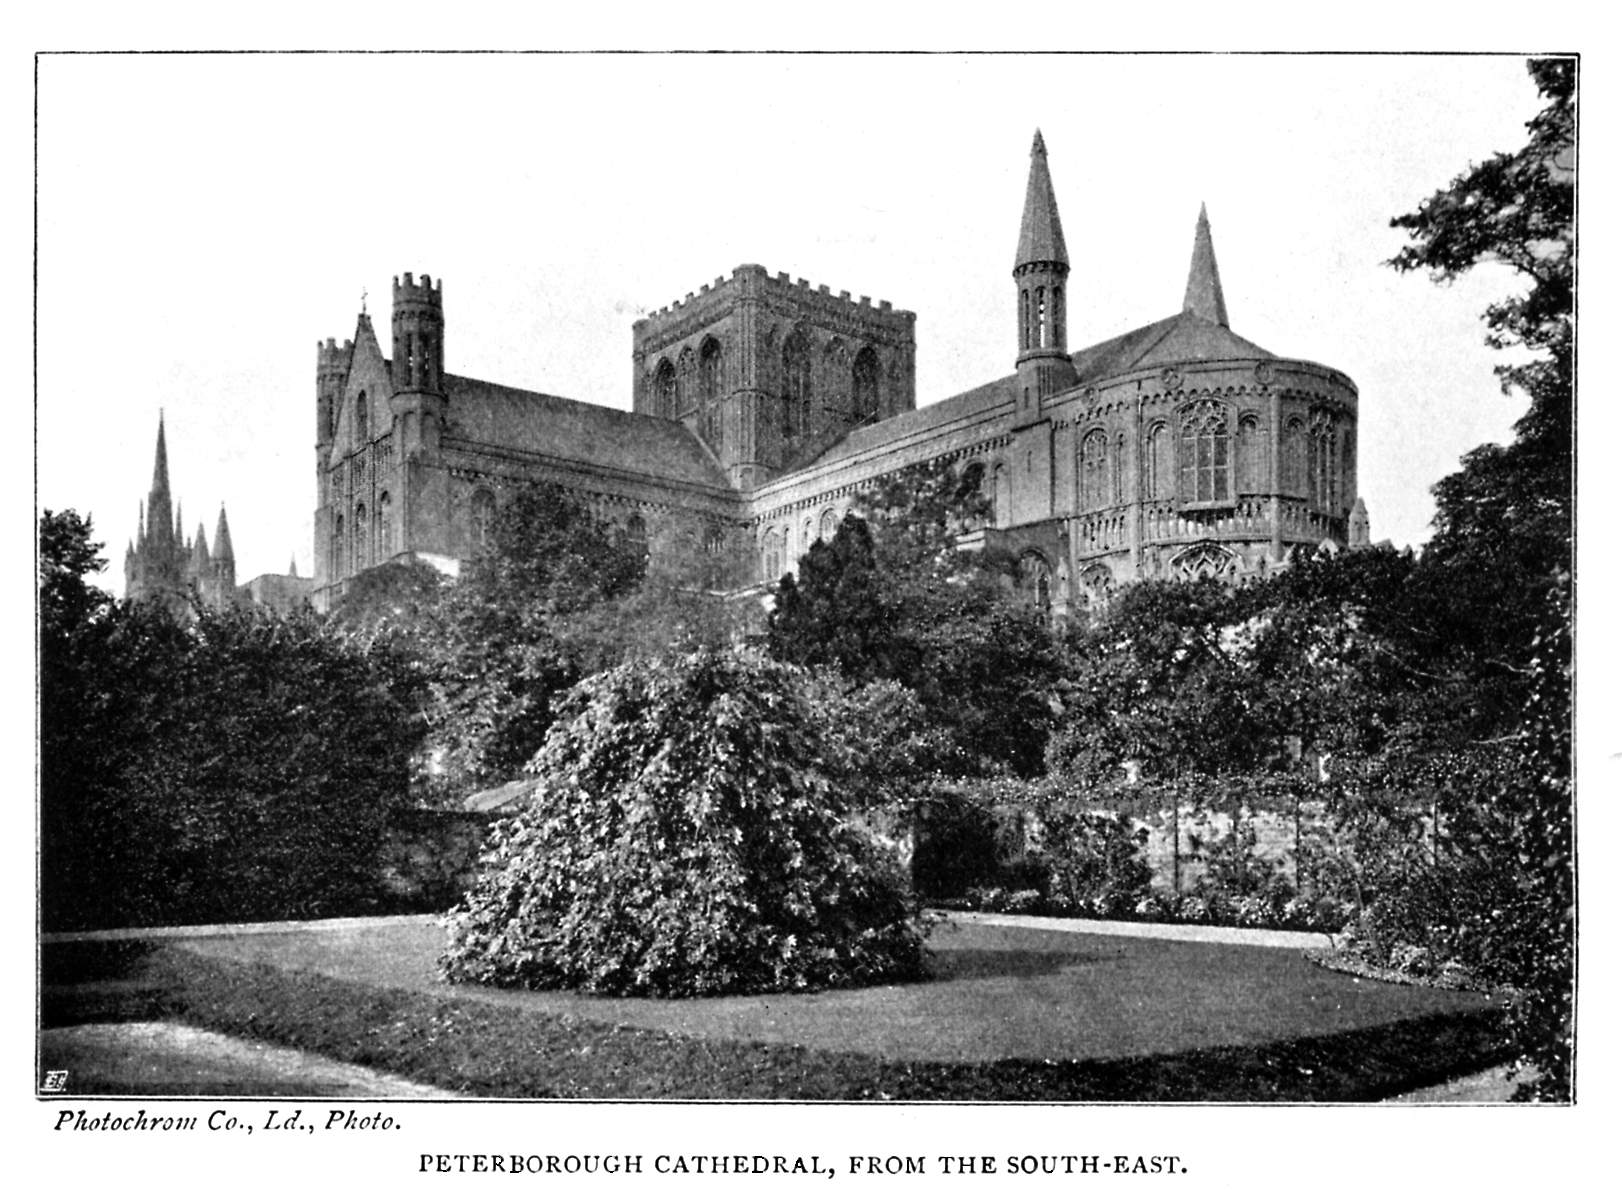 Photochrom Co., Ld., Photo.
PETERBOROUGH CATHEDRAL, FROM THE SOUTH-EAST.